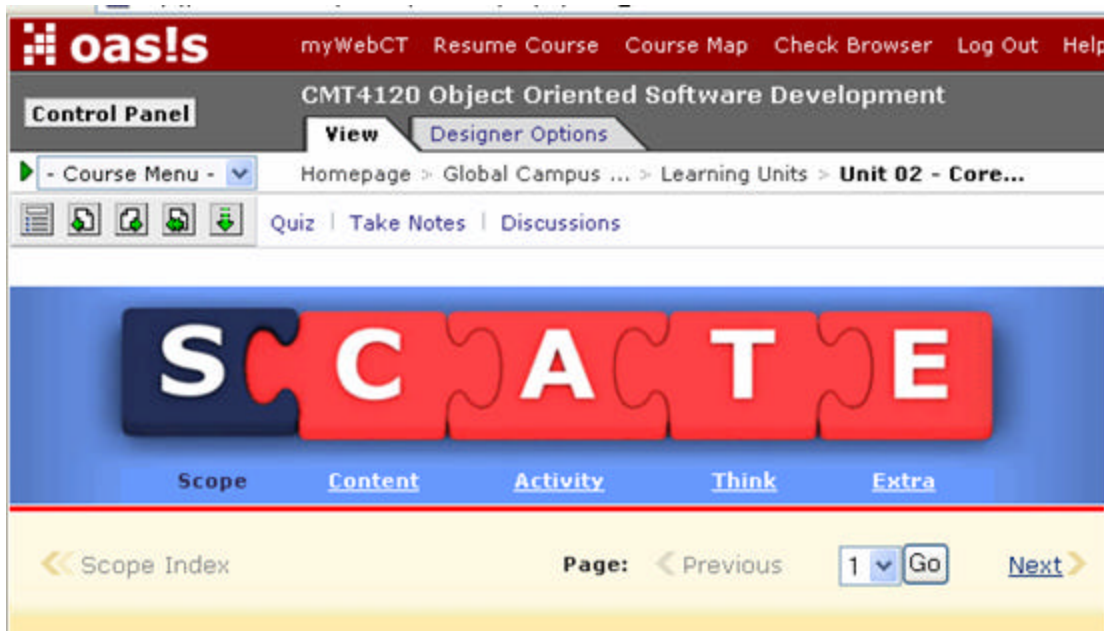 oas!s
myWebCT Resume Course Course Map Check Browser Log Out Help
Control Panel
CMT4120 Object Oriented Software Development
View Designer Options
- Course Menu - Homepage > Global Campus ... > Learning Units > Unit 02 - Core...
Quiz | Take Notes | Discussions
S C A T E
Scope Content Activity Think Extra
Scope Index Page: Previous 1 Go Next